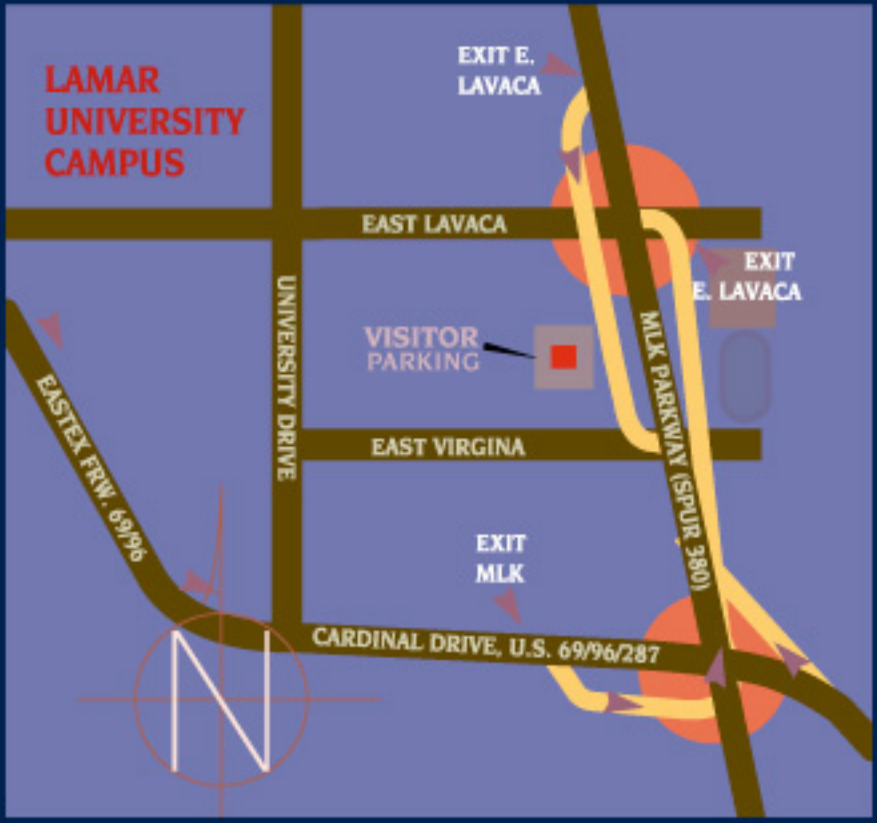 LAMAR
UNIVERSITY
CAMPUS
EXIT E.
LAVACA
EAST LAVACA
EXIT
E. LAVACA
UNIVERSITY DRIVE
MLK PARKWAY (SPUR 380)
VISITOR
PARKING
EASTEX FRW. 69/96
EAST VIRGINA
EXIT
MLK
CARDINAL DRIVE, U.S. 69/96/287
N